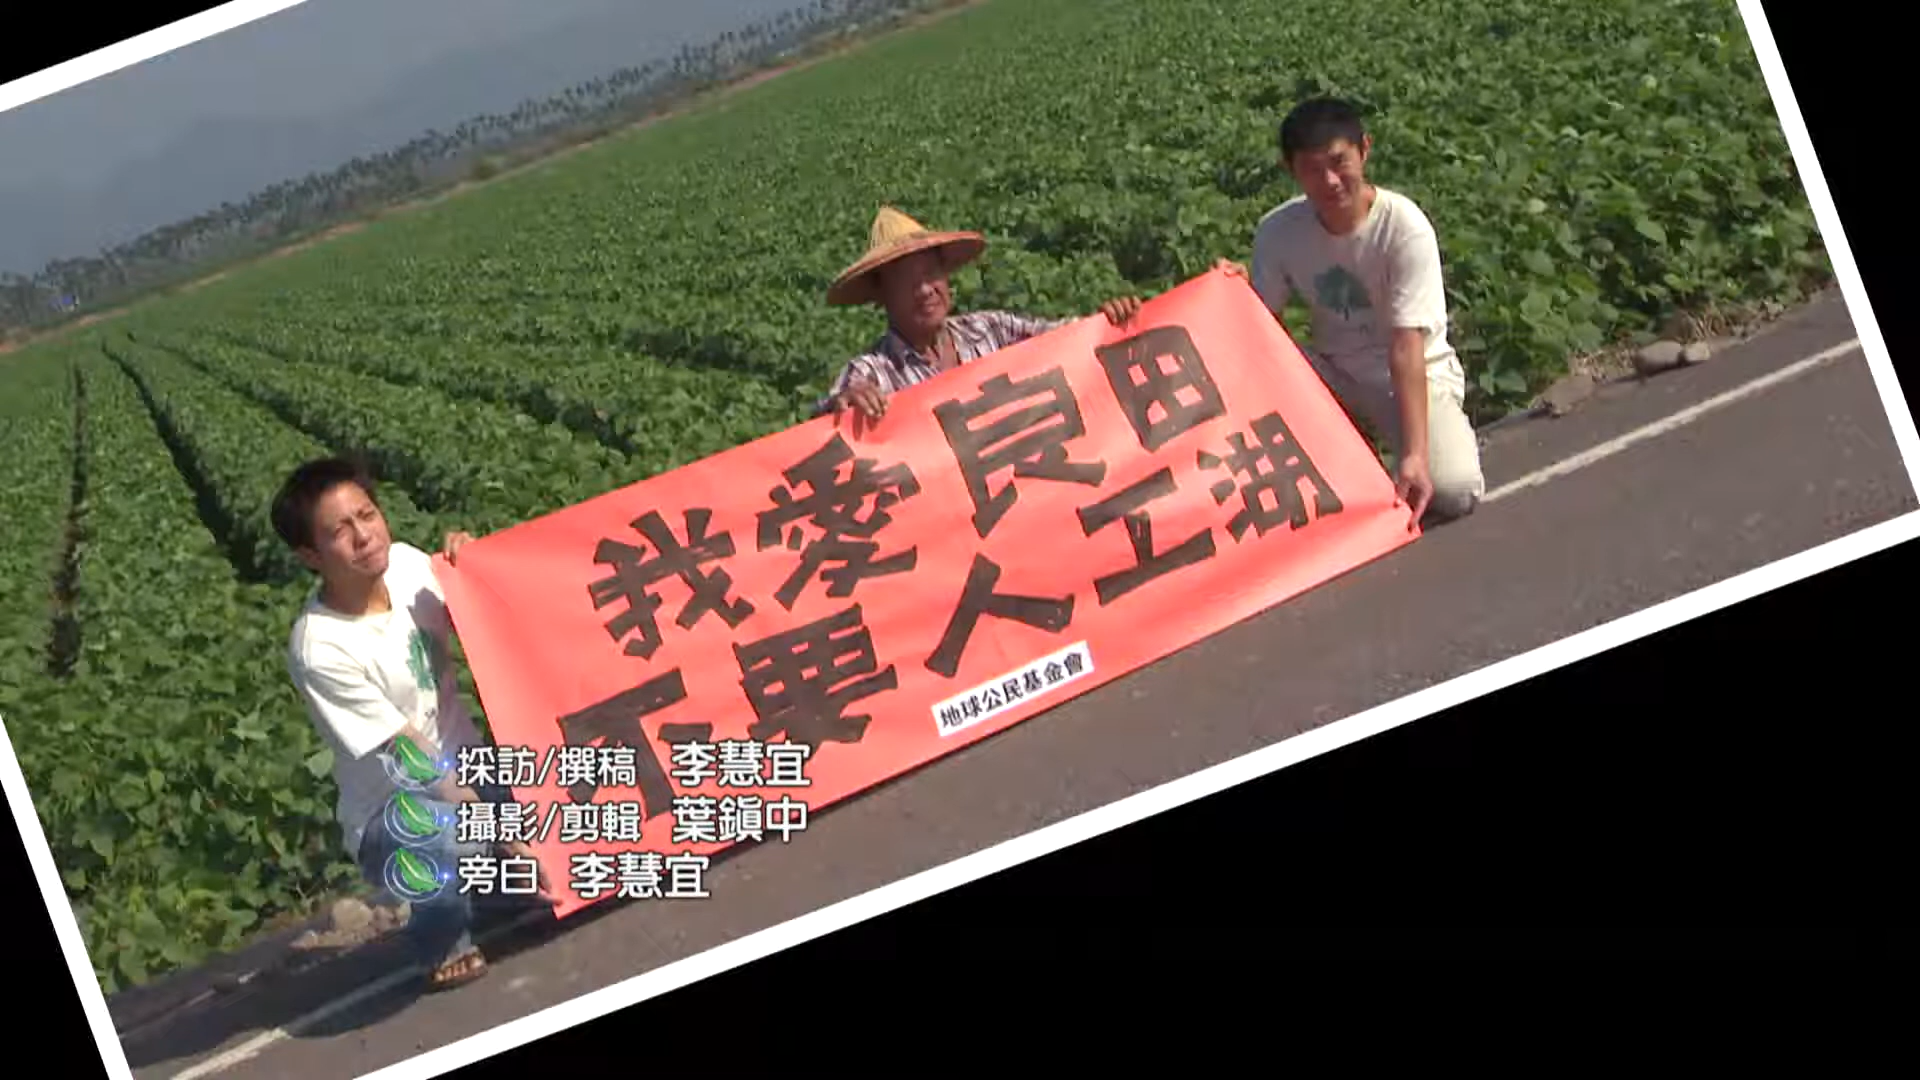 我愛良田
不要人工湖
地球公民基金會
採訪/撰稿 李慧宜
攝影/剪輯 葉鎮中
旁白 李慧宜